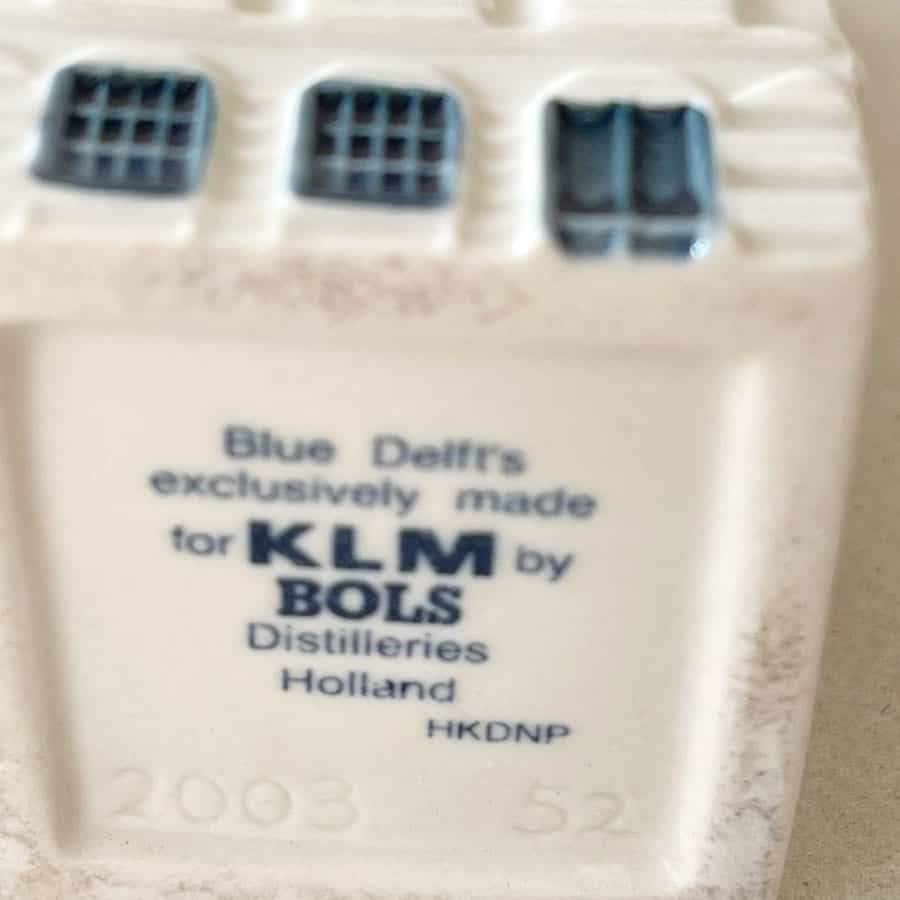 Blue Delft's
exclusively made
for KLM by
BOLS
Distilleries
Holland
HKDNP
2003 52